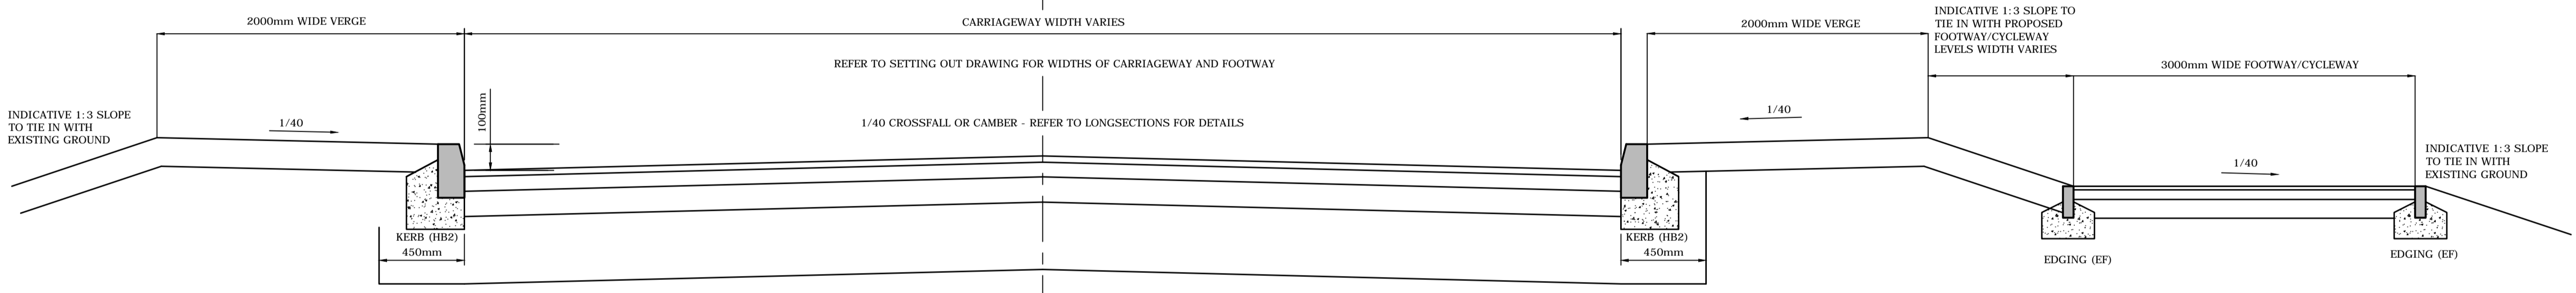 2000mm WIDE VERGE
CARRIAGEWAY WIDTH VARIES
2000mm WIDE VERGE
INDICATIVE 1:3 SLOPE TO
TIE IN WITH PROPOSED
FOOTWAY/CYCLEWAY
LEVELS WIDTH VARIES
REFER TO SETTING OUT DRAWING FOR WIDTHS OF CARRIAGEWAY AND FOOTWAY
3000mm WIDE FOOTWAY/CYCLEWAY
INDICATIVE 1:3 SLOPE
TO TIE IN WITH
EXISTING GROUND
1/40
100mm
1/40 CROSSFALL OR CAMBER - REFER TO LONGSECTIONS FOR DETAILS
1/40
1/40
INDICATIVE 1:3 SLOPE
TO TIE IN WITH
EXISTING GROUND
KERB (HB2)
450mm
KERB (HB2)
450mm
EDGING (EF)
EDGING (EF)